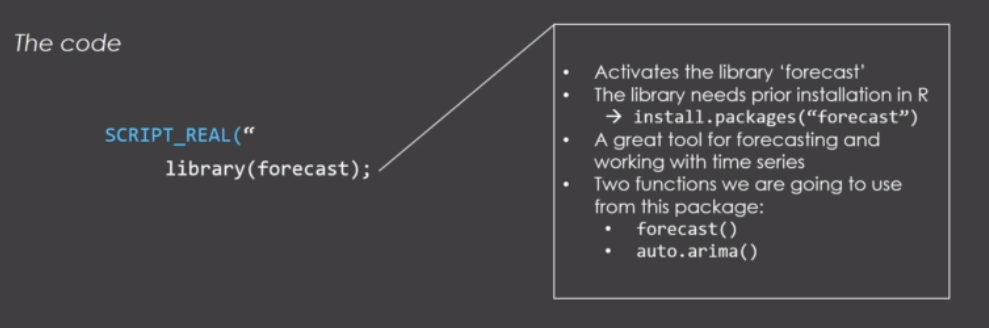 The code
SCRIPT_REAL(“
library(forecast);
• Activates the library ‘forecast’
• The library needs prior installation in R
→ install.packages(“forecast”)
• A great tool for forecasting and
working with time series
• Two functions we are going to use
from this package:
• forecast()
• auto.arima()